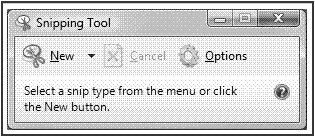 Snipping Tool
New Cancel Options
Select a snip type from the menu or click
the New button.